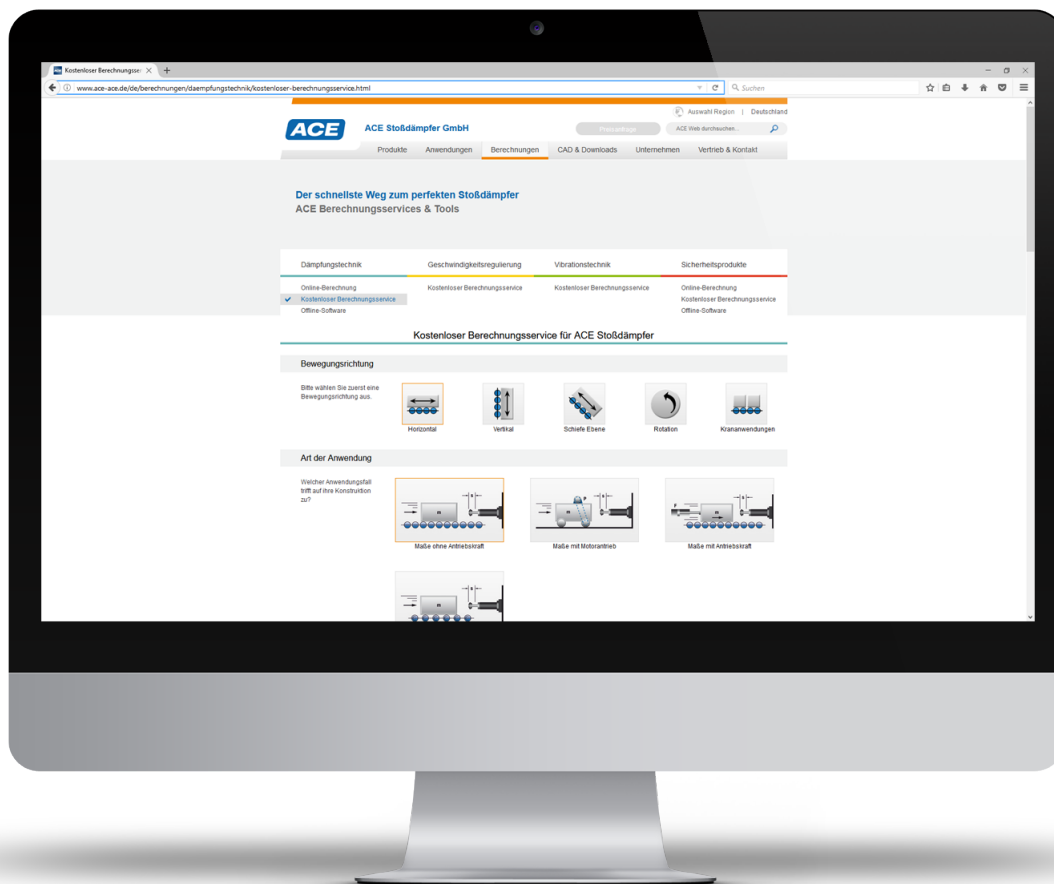 Kostenloser Berechnungsser
www.ace-ace.de/de/berechnungen/daempfungstechnik/kostenloser-berechnungsservice.html
Suchen
Auswahl Region | Deutschland
ACE
ACE Stoßdämpfer GmbH
Preisanfrage
ACE Web durchsuchen...
Produkte Anwendungen Berechnungen CAD & Downloads Unternehmen Vertrieb & Kontakt
Der schnellste Weg zum perfekten Stoßdämpfer
ACE Berechnungsservices & Tools
Dämpfungstechnik Geschwindigkeitsregulierung Vibrationstechnik Sicherheitsprodukte
Online-Berechnung Kostenloser Berechnungsservice Kostenloser Berechnungsservice Online-Berechnung
Kostenloser Berechnungsservice Kostenloser Berechnungsservice
Offline-Software Offline-Software
Kostenloser Berechnungsservice für ACE Stoßdämpfer
Bewegungsrichtung
Bitte wählen Sie zuerst eine
Bewegungsrichtung aus.
Horizontal Vertikal Schiefe Ebene Rotation Krananwendungen
Art der Anwendung
Welcher Anwendungsfall
trifft auf ihre Konstruktion
zu?
s m
s m F
s m F
Maße ohne Antriebskraft Maße mit Motorantrieb Maße mit Antriebskraft
s m